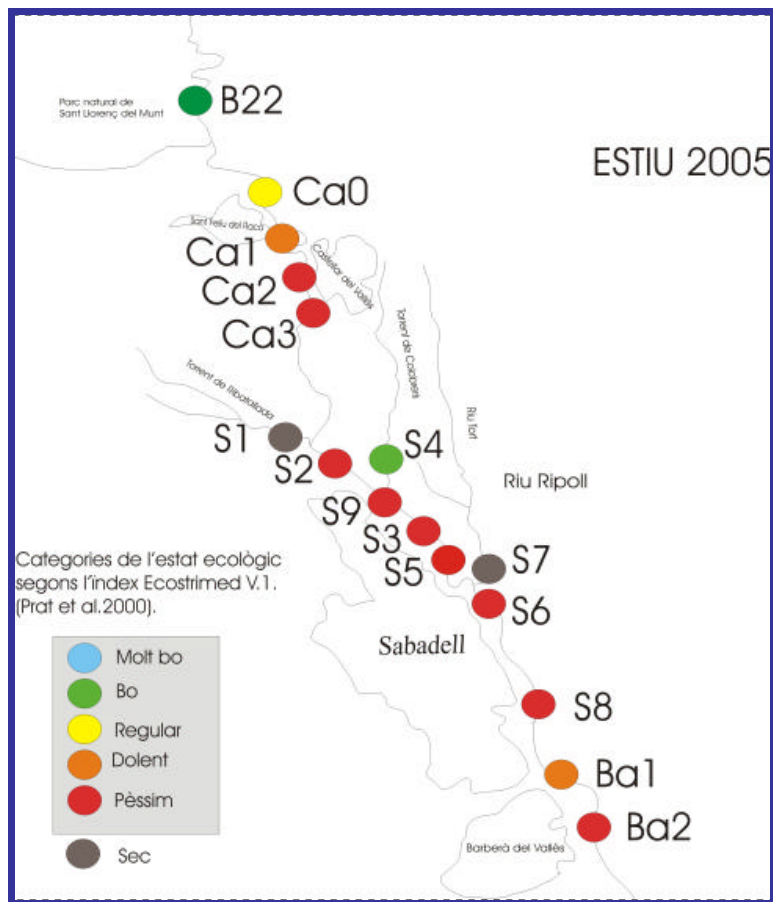 Parc natural de
Sant Llorenç del Munt
B22
ESTIU 2005
Ca0
Sant Feliu del Racó
Ca1
Castellar del Vallès
Ca2
Ca3
Torrent de Colobrers
Torrent de Ribatallada
Riu Tort
S1
S2
S4
Riu Ripoll
S9
S3
S5
S7
S6
Categories de l'estat ecològic
segons l'índex Ecostrimed V.1.
(Prat et al.2000).
Sabadell
Molt bo
Bo
Regular
Dolent
Pèssim
Sec
S8
Ba1
Ba2
Barberà del Vallès